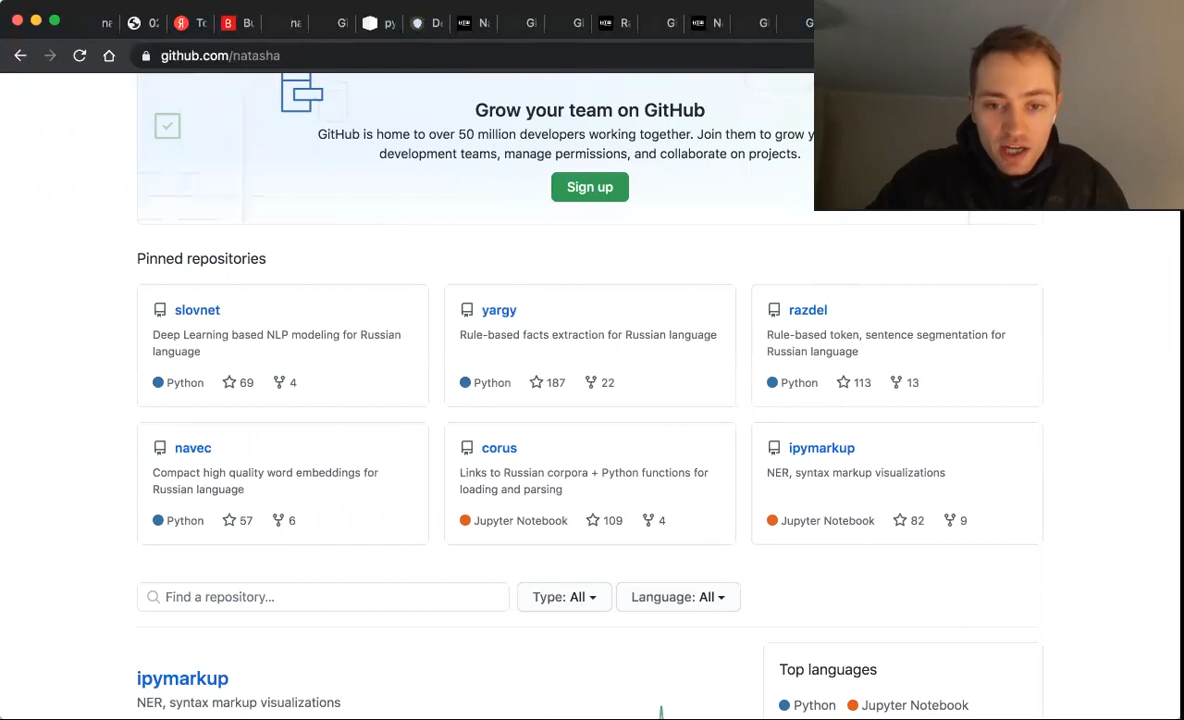 02
B
github.com/natasha
Grow your team on GitHub
GitHub is home to over 50 million developers working together. Join them to grow
development teams, manage permissions, and collaborate on projects.
Sign up
Pinned repositories
slovnet
Deep Learning based NLP modeling for Russian
language
Python 69 4
yargy
Rule-based facts extraction for Russian language
Python 187 22
razdel
Rule-based token, sentence segmentation for
Russian language
Python 113 13
navec
Compact high quality word embeddings for
Russian language
Python 57 6
corus
Links to Russian corpora + Python functions for
loading and parsing
Jupyter Notebook 109 4
ipymarkup
NER, syntax markup visualizations
Jupyter Notebook 82 9
Find a repository...
Type: All
Language: All
ipymarkup
NER, syntax markup visualizations
Top languages
Python Jupyter Notebook